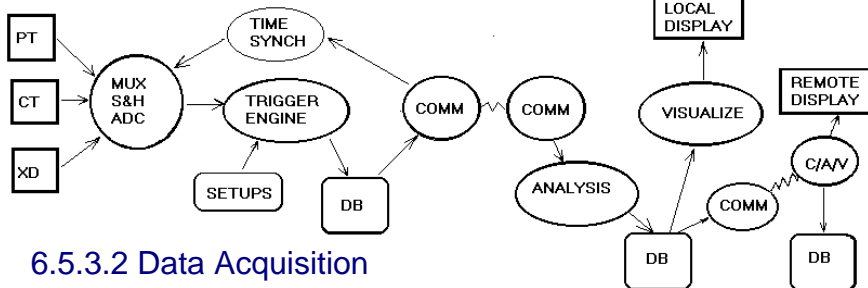 PT
CT
XD
MUX
S&H
ADC
TIME
SYNCH
TRIGGER
ENGINE
SETUPS
DB
COMM
COMM
ANALYSIS
DB
VISUALIZE
LOCAL
DISPLAY
COMM
C/A/V
REMOTE
DISPLAY
DB
6.5.3.2 Data Acquisition